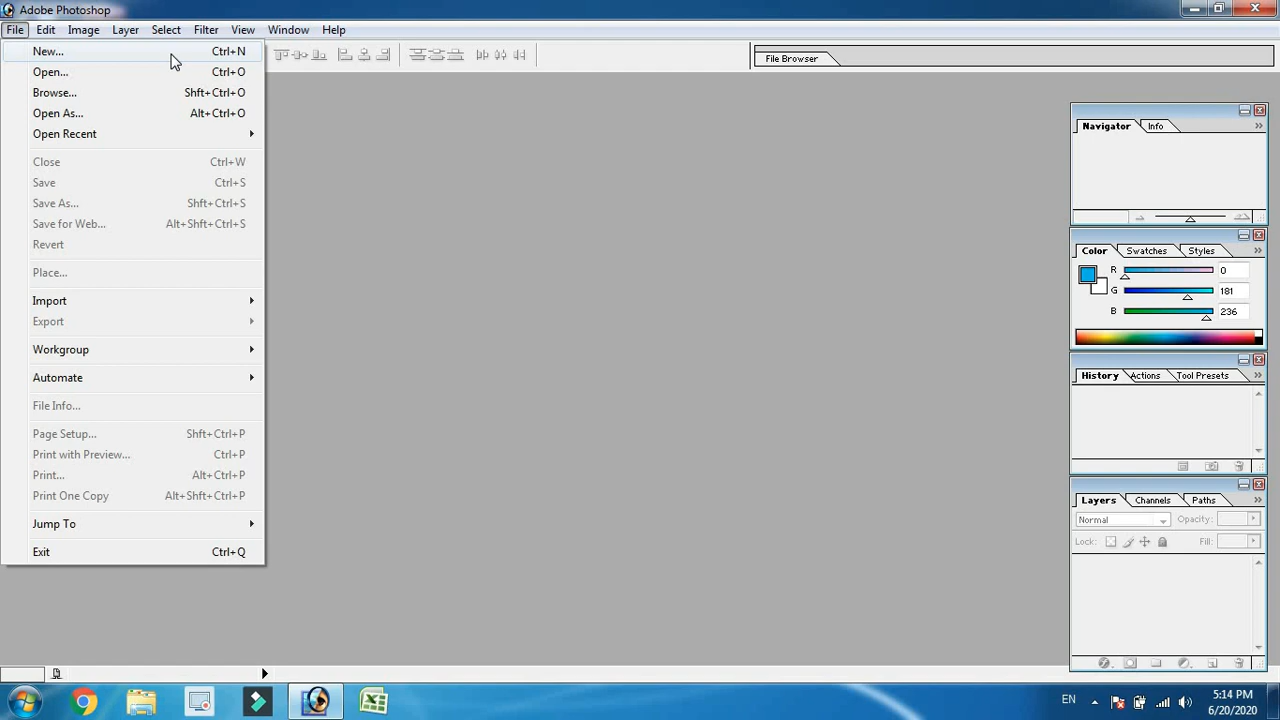 Adobe Photoshop
File Edit Image Layer Select Filter View Window Help
File Browser
New... Ctrl+N
Open... Ctrl+O
Browse... Shft+Ctrl+O
Open As... Alt+Ctrl+O
Open Recent
Close Ctrl+W
Save Ctrl+S
Save As... Shft+Ctrl+S
Save for Web... Alt+Shft+Ctrl+S
Revert
Place...
Import
Export
Workgroup
Automate
File Info...
Page Setup... Shft+Ctrl+P
Print with Preview... Ctrl+P
Print... Alt+Ctrl+P
Print One Copy Alt+Shft+Ctrl+P
Jump To
Exit Ctrl+Q
Navigator Info
Color Swatches Styles
R 0
G 181
B 236
History Actions Tool Presets
Layers Channels Paths
Normal Opacity:
Lock: Fill:
EN
5:14 PM
6/20/2020